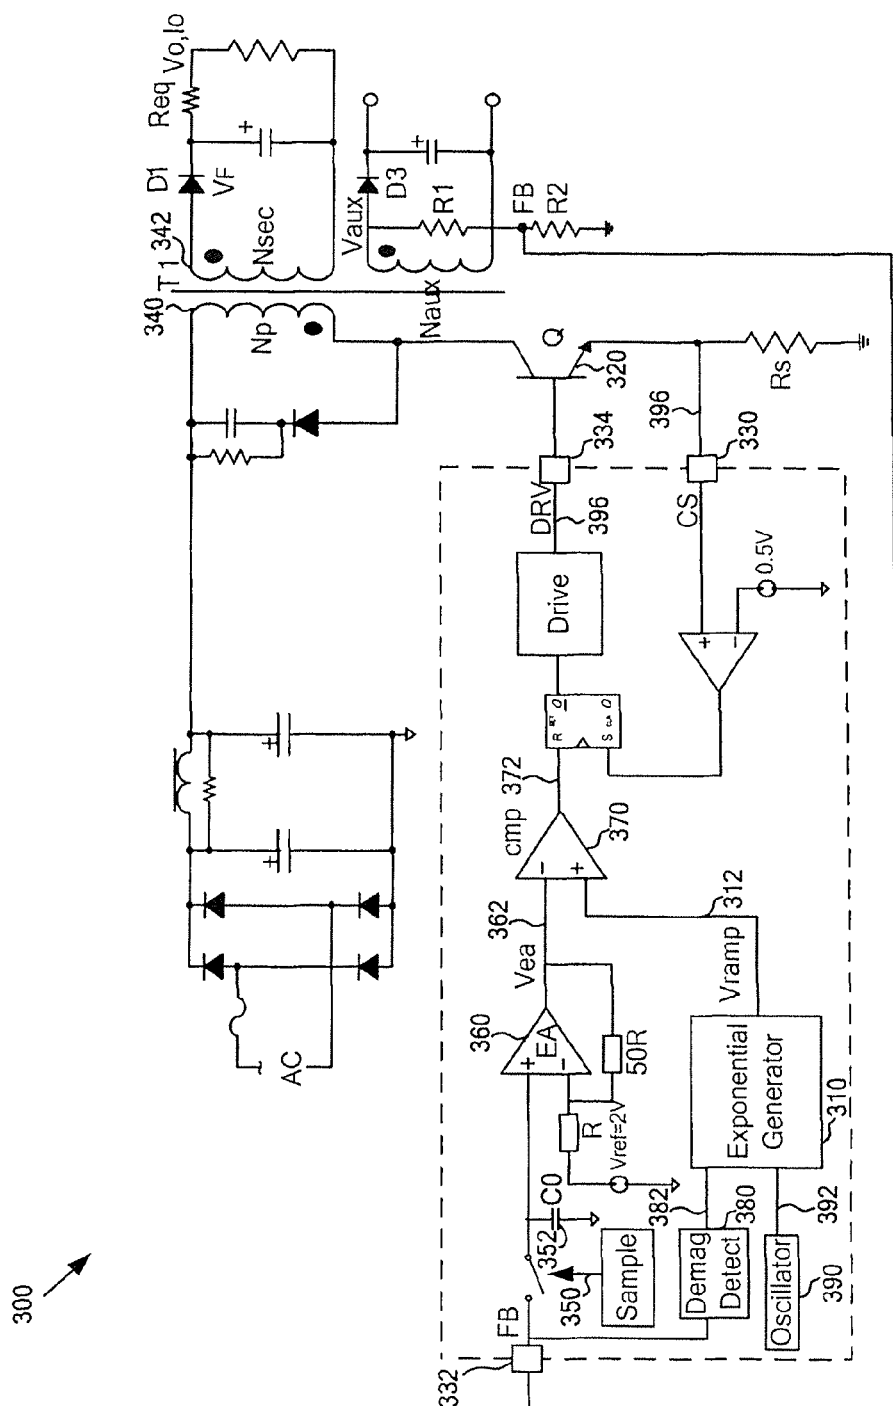 300
AC
340
T1
342
Np
Nsec
D1
VF
Req
Vo,Io
+
+
+
Naux
Vaux
D3
+
R1
FB
R2
Q
320
Rs
396
330
CS
334
DRV
396
Drive
0.5V
+
−
R
Q
S
Q
372
cmp
370
−
+
362
Vea
360
EA
+
−
50R
R
Vref=2V
C0
352
350
Sample
FB
332
312
Vramp
Exponential
Generator
310
382
380
Demag
Detect
392
Oscillator
390